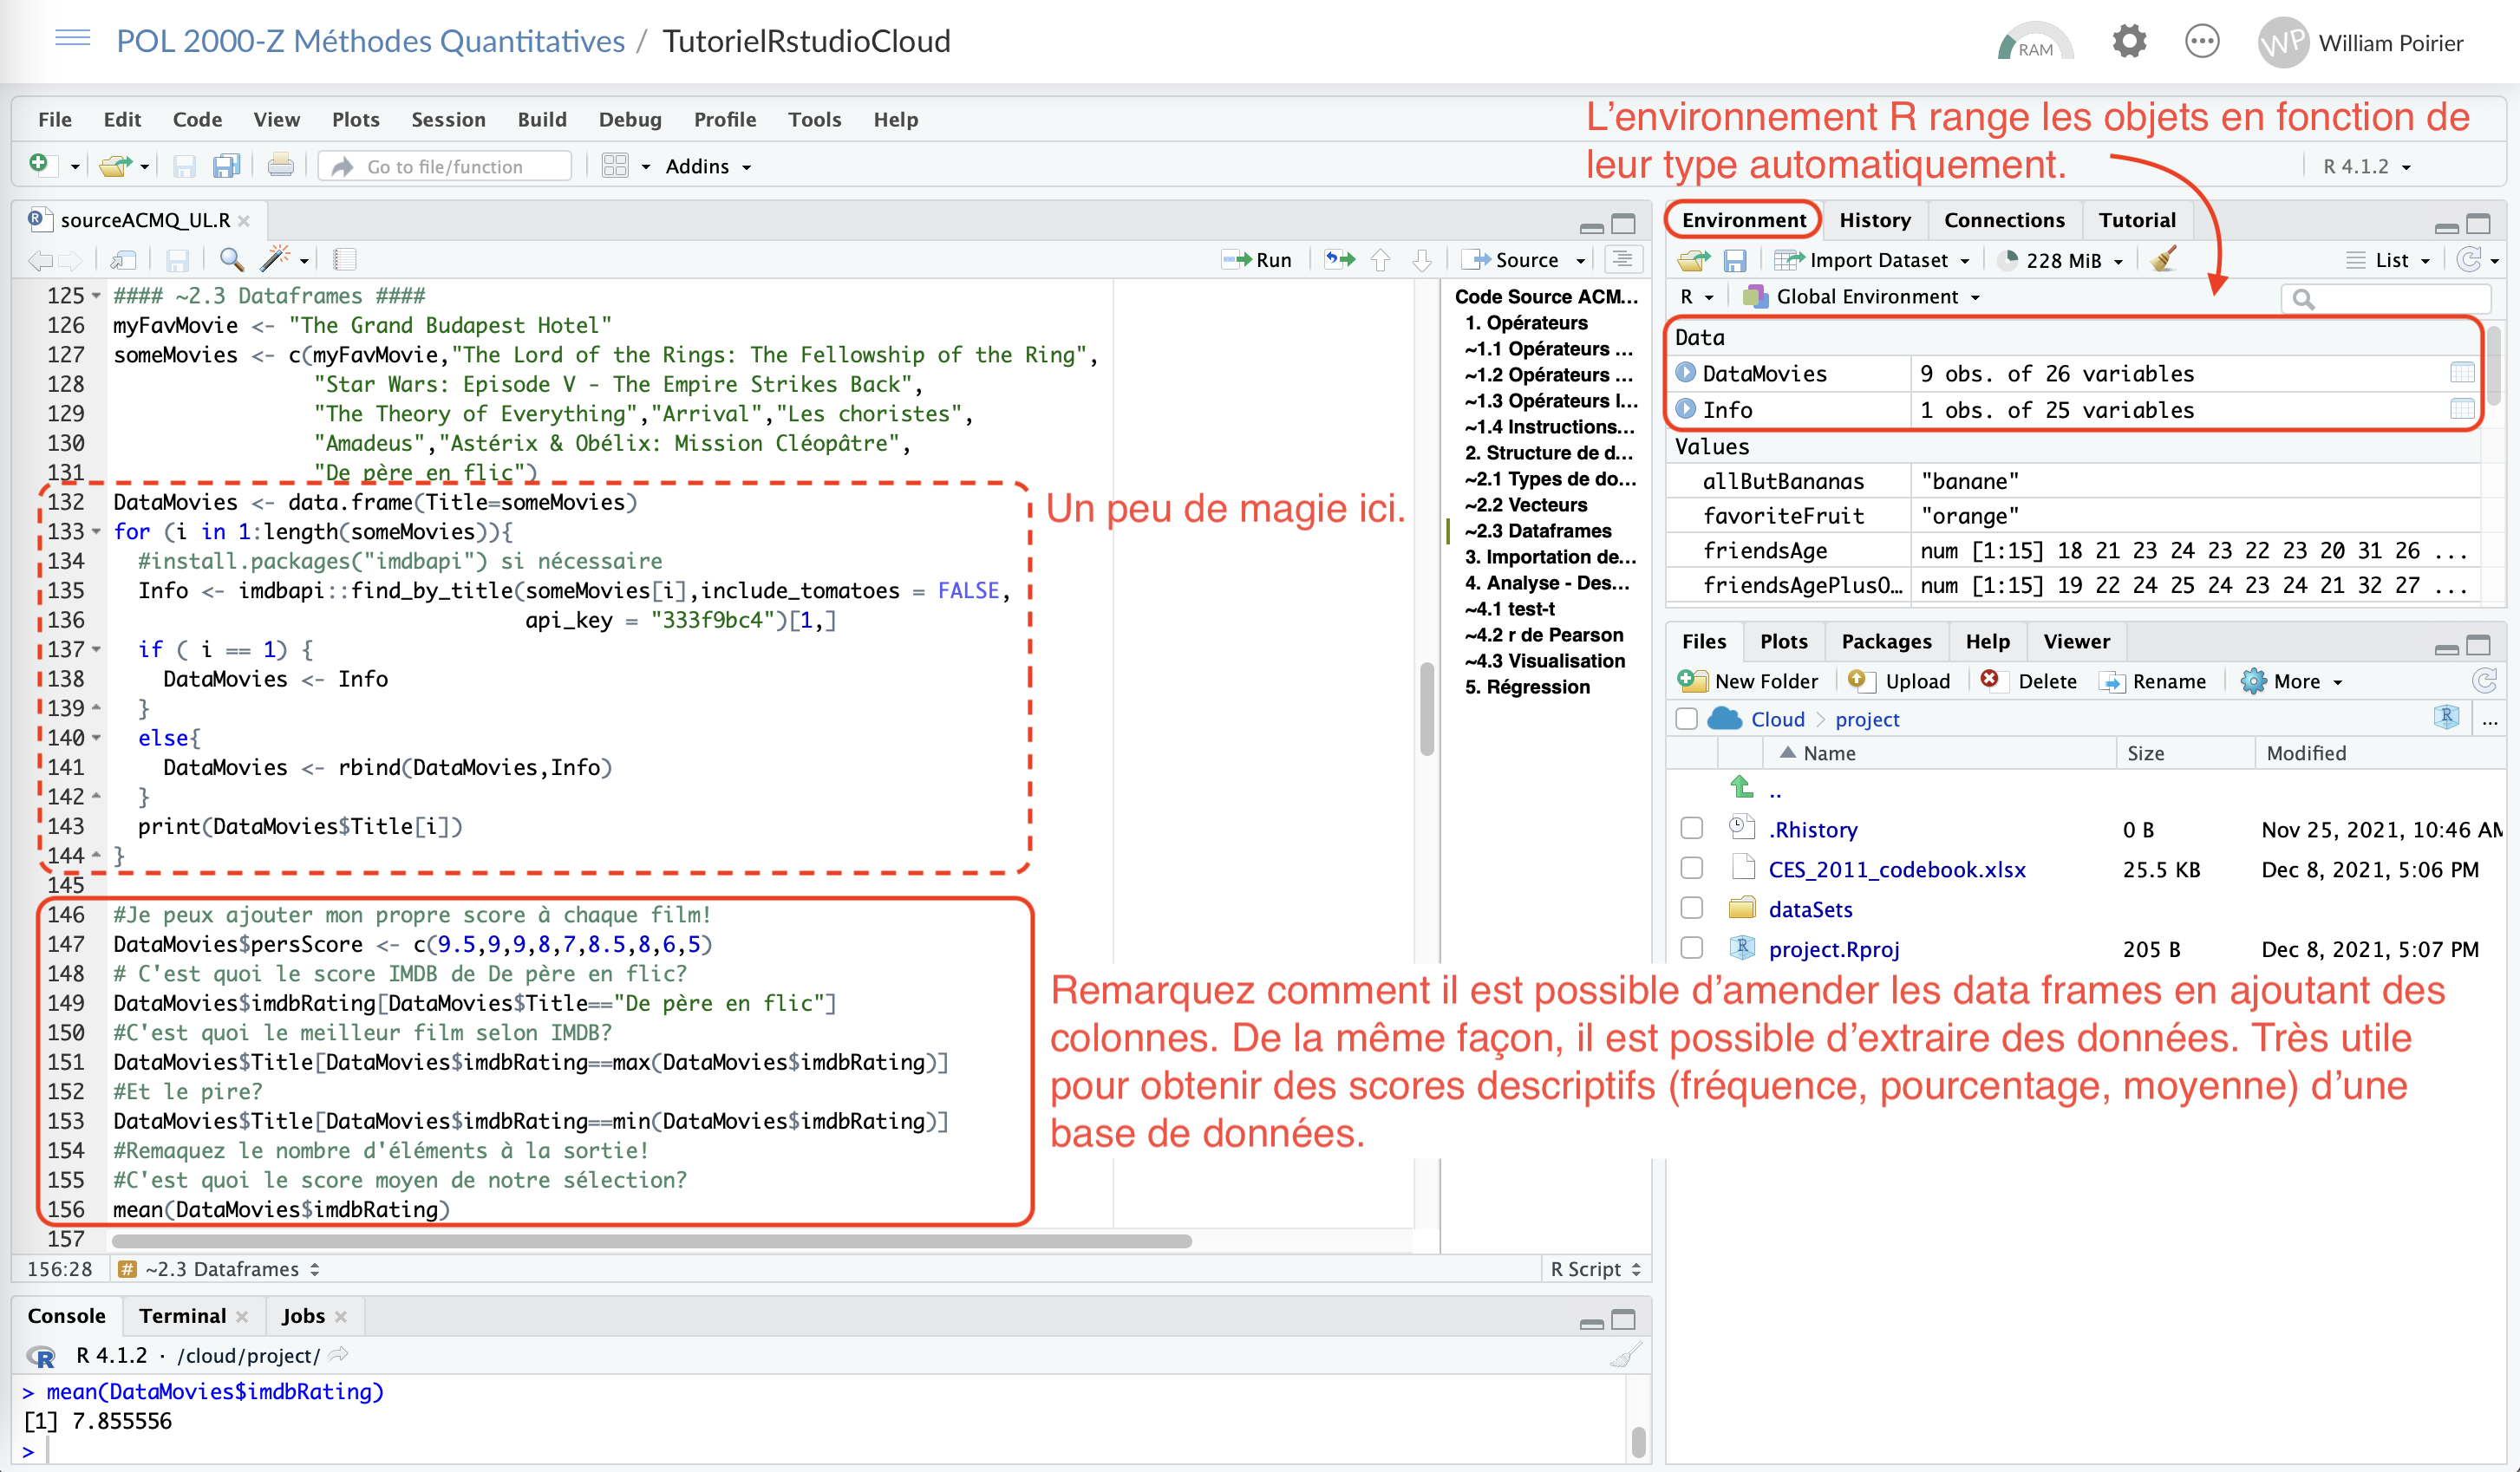 POL 2000-Z Méthodes Quantitatives / TutorielRstudioCloud
RAM
WP William Poirier
File Edit Code View Plots Session Build Debug Profile Tools Help
L’environnement R range les objets en fonction de
leur type automatiquement.
Go to file/function
Addins
R 4.1.2
sourceACMQ_UL.R
Run
Source
125 #### ~2.3 Dataframes ####
126 myFavMovie <- "The Grand Budapest Hotel"
127 someMovies <- c(myFavMovie,"The Lord of the Rings: The Fellowship of the Ring",
128 "Star Wars: Episode V - The Empire Strikes Back",
129 "The Theory of Everything","Arrival","Les choristes",
130 "Amadeus","Astérix & Obélix: Mission Cléopâtre",
131 "De père en flic")
132 DataMovies <- data.frame(Title=someMovies)
133 for (i in 1:length(someMovies)){
134 #install.packages("imdbapi") si nécessaire
135 Info <- imdbapi::find_by_title(someMovies[i],include_tomatoes = FALSE,
136 api_key = "333f9bc4")[1,]
137 if ( i == 1) {
138 DataMovies <- Info
139 }
140 else{
141 DataMovies <- rbind(DataMovies,Info)
142 }
143 print(DataMovies$Title[i])
144 }
145
146 #Je peux ajouter mon propre score à chaque film!
147 DataMovies$persScore <- c(9.5,9,9,8,7,8.5,8,6,5)
148 # C'est quoi le score IMDB de De père en flic?
149 DataMovies$imdbRating[DataMovies$Title=="De père en flic"]
150 #C'est quoi le meilleur film selon IMDB?
151 DataMovies$Title[DataMovies$imdbRating==max(DataMovies$imdbRating)]
152 #Et le pire?
153 DataMovies$Title[DataMovies$imdbRating==min(DataMovies$imdbRating)]
154 #Remaquez le nombre d'éléments à la sortie!
155 #C'est quoi le score moyen de notre sélection?
156 mean(DataMovies$imdbRating)
157
Un peu de magie ici.
Remarquez comment il est possible d’amender les data frames en ajoutant des
colonnes. De la même façon, il est possible d’extraire des données. Très utile
pour obtenir des scores descriptifs (fréquence, pourcentage, moyenne) d’une
base de données.
Code Source ACM...
1. Opérateurs
~1.1 Opérateurs ...
~1.2 Opérateurs ...
~1.3 Opérateurs l...
~1.4 Instructions...
2. Structure de d...
~2.1 Types de do...
~2.2 Vecteurs
~2.3 Dataframes
3. Importation de...
4. Analyse - Des...
~4.1 test-t
~4.2 r de Pearson
~4.3 Visualisation
5. Régression
156:28 # ~2.3 Dataframes
R Script
Console Terminal Jobs
R 4.1.2 · /cloud/project/
> mean(DataMovies$imdbRating)
[1] 7.855556
>
Environment History Connections Tutorial
Import Dataset 228 MiB List
R Global Environment
Data
DataMovies 9 obs. of 26 variables
Info 1 obs. of 25 variables
Values
allButBananas "banane"
favoriteFruit "orange"
friendsAge num [1:15] 18 21 23 24 23 22 23 20 31 26 ...
friendsAgePlusO... num [1:15] 19 22 24 25 24 23 24 21 32 27 ...
Files Plots Packages Help Viewer
New Folder Upload Delete Rename More
Cloud > project ...
Name Size Modified
..
.Rhistory 0 B Nov 25, 2021, 10:46 AM
CES_2011_codebook.xlsx 25.5 KB Dec 8, 2021, 5:06 PM
dataSets
project.Rproj 205 B Dec 8, 2021, 5:07 PM